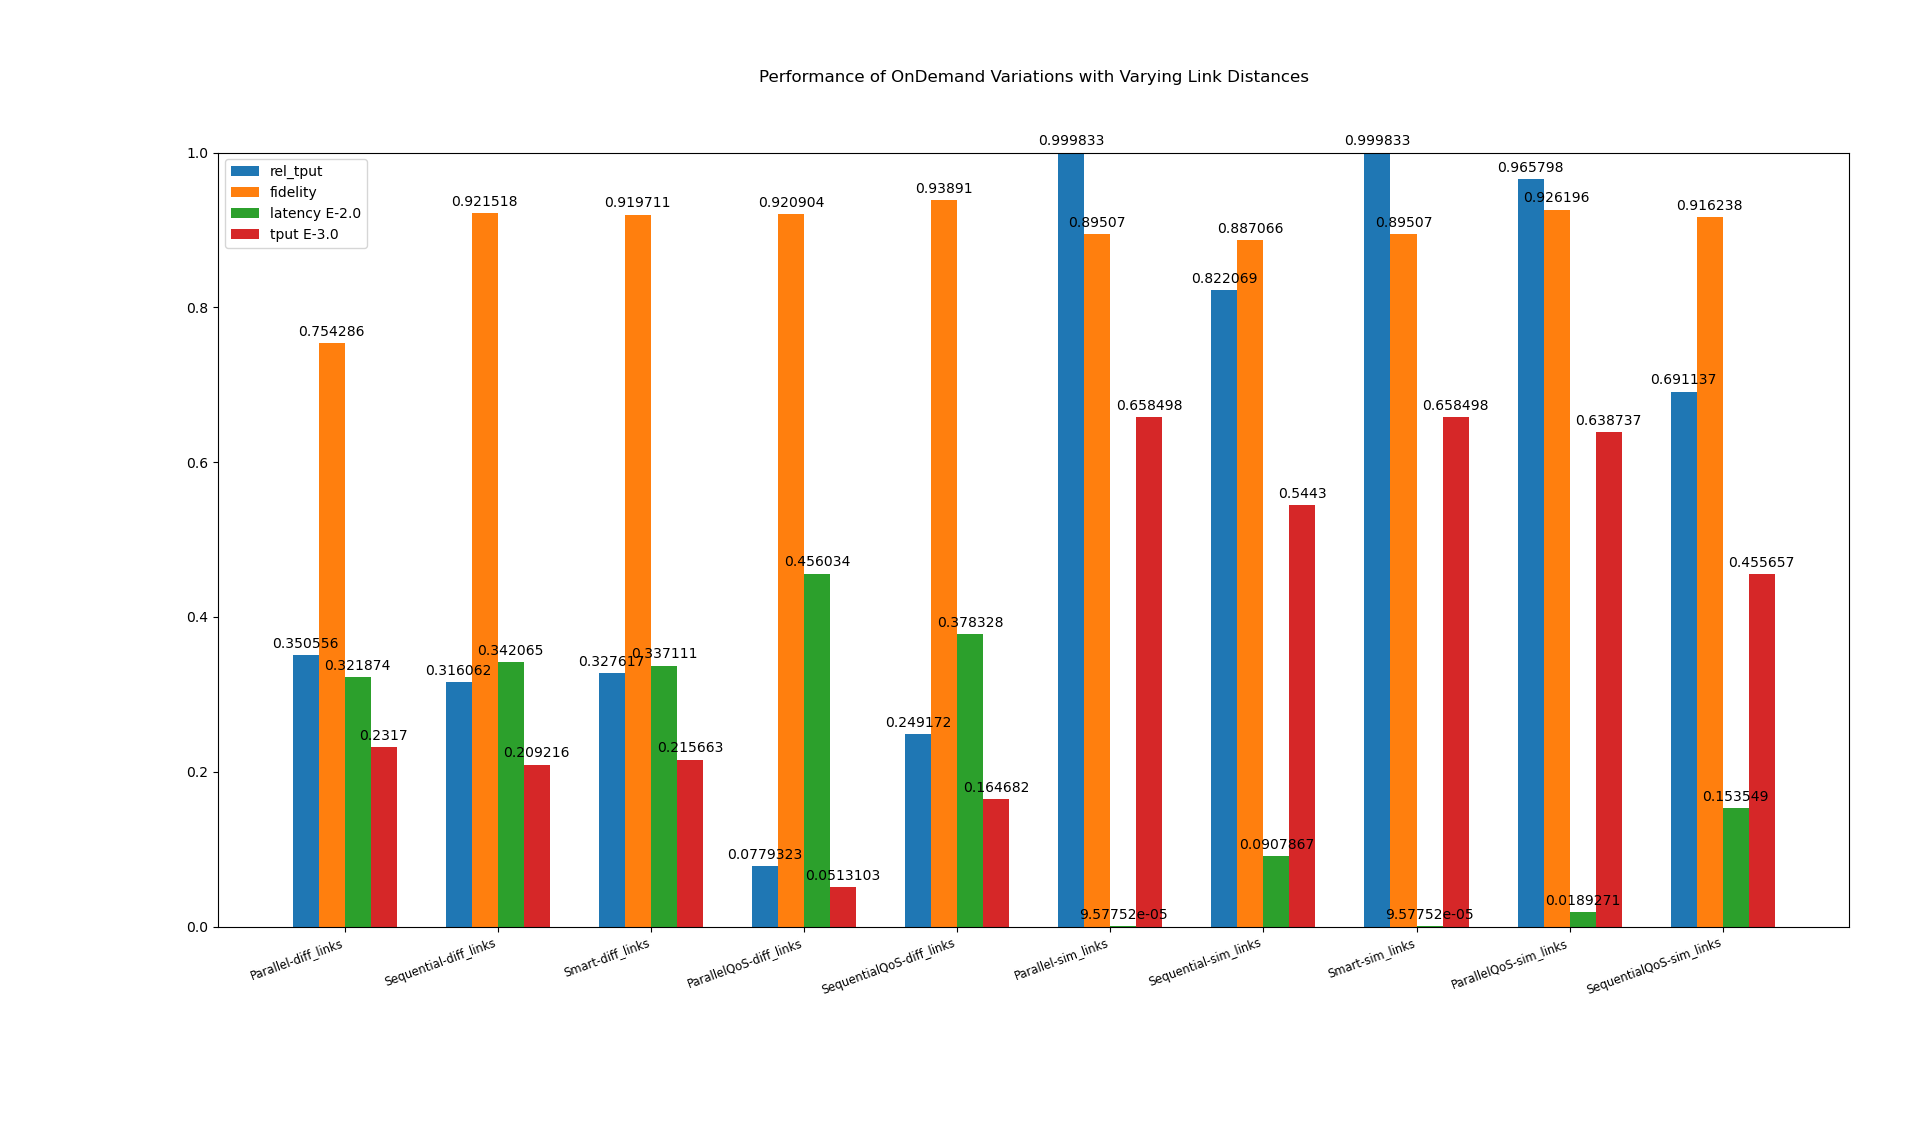 Performance of OnDemand Variations with Varying Link Distances
rel_tput
fidelity
latency E-2.0
tput E-3.0
1.0
0.8
0.6
0.4
0.2
0.0
0.350556
0.754286
0.321874
0.2317
0.316062
0.921518
0.342065
0.209216
0.327617
0.919711
0.337111
0.215663
0.0779323
0.920904
0.456034
0.0513103
0.249172
0.93891
0.378328
0.164682
0.999833
0.89507
9.57752e-05
0.658498
0.822069
0.887066
0.0907867
0.5443
0.999833
0.89507
9.57752e-05
0.658498
0.965798
0.926196
0.0189271
0.638737
0.691137
0.916238
0.153549
0.455657
Parallel-diff_links
Sequential-diff_links
Smart-diff_links
ParallelQoS-diff_links
SequentialQoS-diff_links
Parallel-sim_links
Sequential-sim_links
Smart-sim_links
ParallelQoS-sim_links
SequentialQoS-sim_links